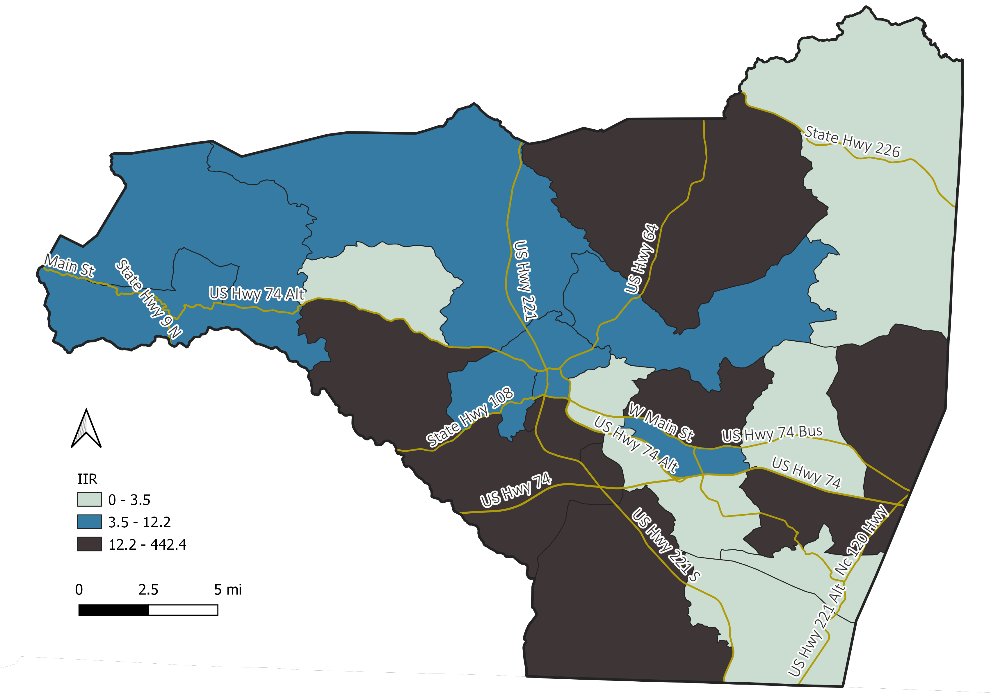 State Hwy 226
US Hwy 64
US Hwy 221
Main St
State Hwy 9 N
US Hwy 74 Alt
State Hwy 108
W Main St
US Hwy 74 Alt
US Hwy 74 Bus
US Hwy 74
US Hwy 74
US Hwy 221 S
Nc 120 Hwy
US Hwy 221 Alt
IIR
0 - 3.5
3.5 - 12.2
12.2 - 442.4
0 2.5 5 mi